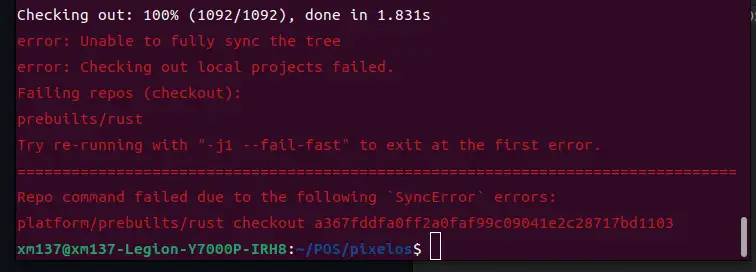 Checking out: 100% (1092/1092), done in 1.831s
error: Unable to fully sync the tree
error: Checking out local projects failed.
Failing repos (checkout):
prebuilts/rust
Try re-running with "-j1 --fail-fast" to exit at the first error.
================================================================================
Repo command failed due to the following `SyncError` errors:
platform/prebuilts/rust checkout a367fddfa0ff2a0faf99c09041e2c28717bd1103
xm137@xm137-Legion-Y7000P-IRH8:~/POS/pixelos$